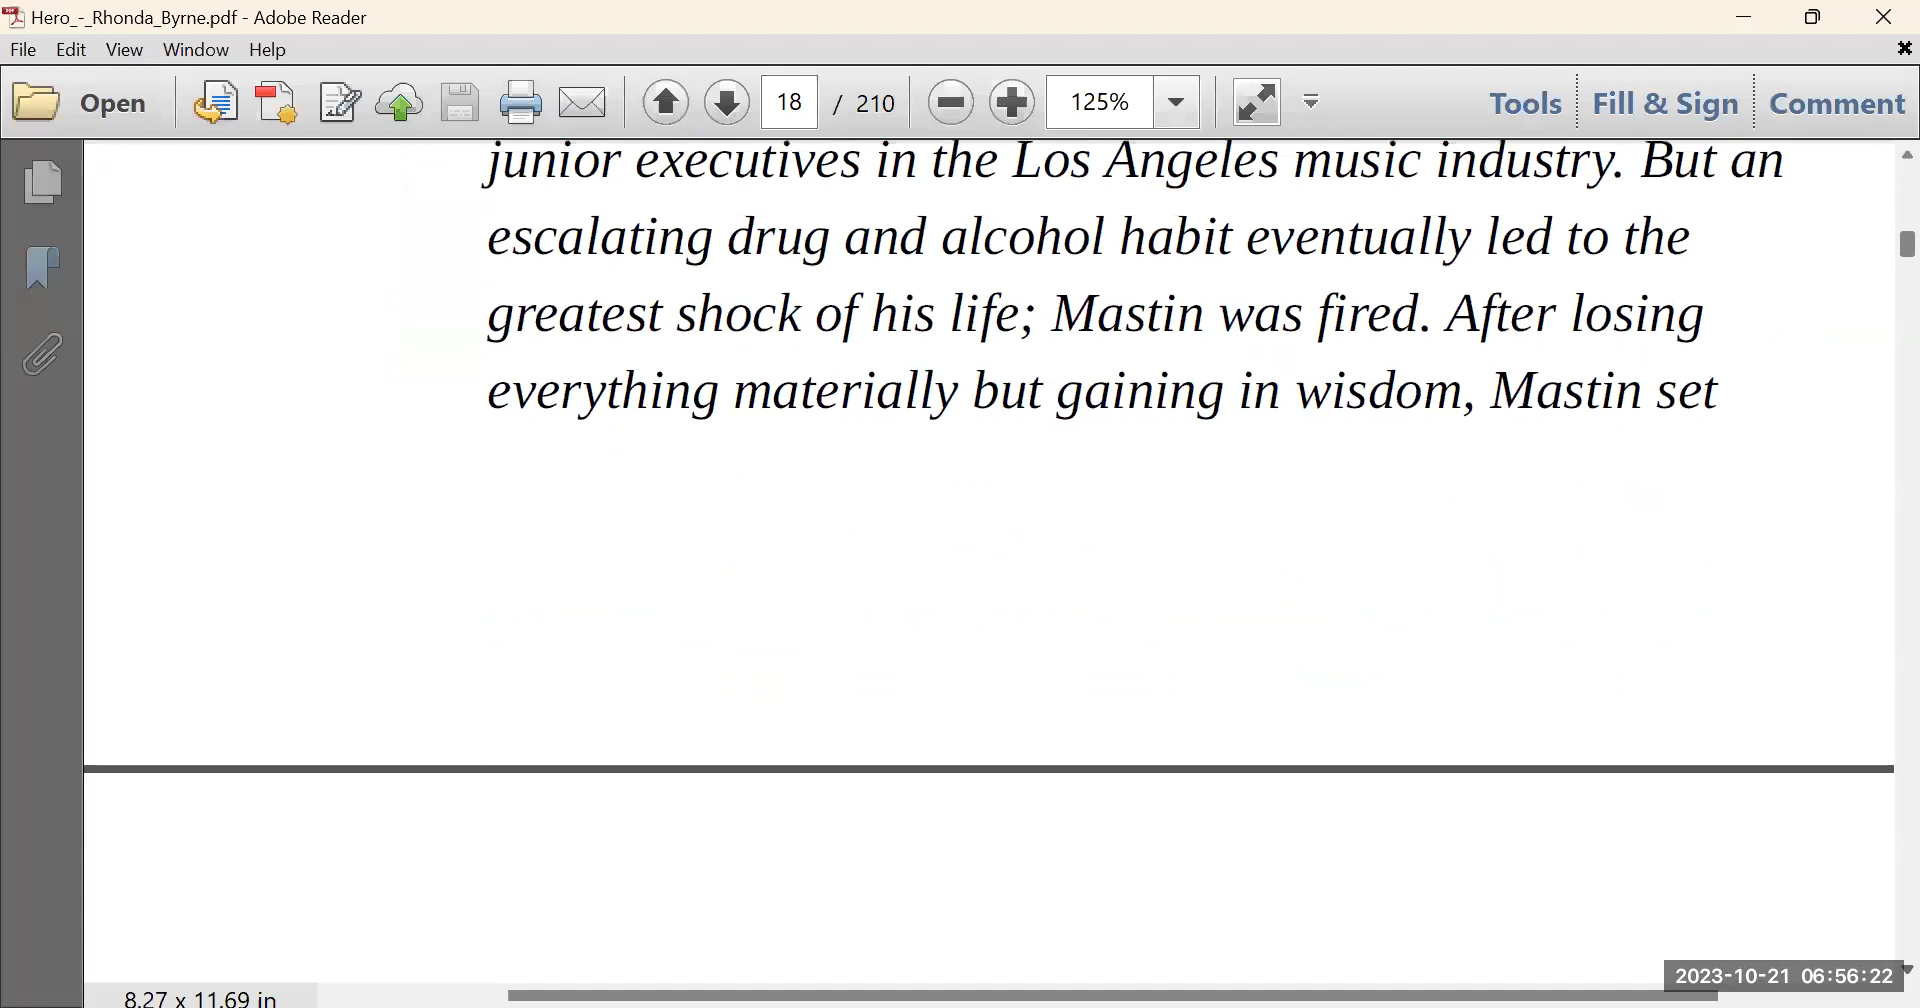 Hero_-_Rhonda_Byrne.pdf - Adobe Reader
File Edit View Window Help
Open 18 / 210 125% Tools Fill & Sign Comment
junior executives in the Los Angeles music industry. But an
escalating drug and alcohol habit eventually led to the
greatest shock of his life; Mastin was fired. After losing
everything materially but gaining in wisdom, Mastin set
2023-10-21 06:56:22
8.27 x 11.69 in